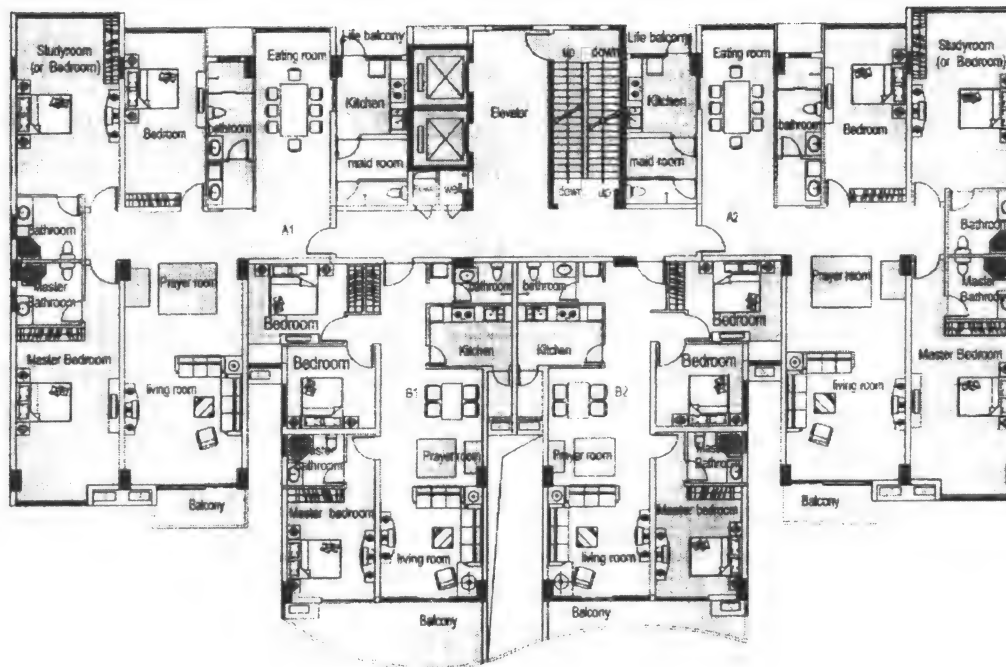 Life balcony
up
down
Life balcony
Studyroom
(or Bedroom)
Eating room
Kitchen
Elevator
Kitchen
Eating room
Studyroom
(or Bedroom)
Bedroom
bathroom
bathroom
Bedroom
maid room
maid room
well
down
up
Bathroom
A1
A2
Bathroom
Master
Bathroom
Prayer room
bathroom
Prayer room
Master
Bathroom
Bedroom
Bedroom
Kitchen
Kitchen
Master Bedroom
living room
Bedroom
Bedroom
living room
Master Bedroom
B1
B2
Master
Bathroom
Prayer room
Prayer room
Bathroom
Balcony
Master bedroom
Master bedroom
Balcony
living room
living room
Balcony
Balcony